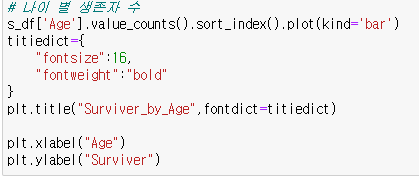 # 나이 별 생존자 수
s_df['Age'].value_counts().sort_index().plot(kind='bar')
titiedict={
    "fontsize":16,
    "fontweight":"bold"
}
plt.title("Surviver_by_Age",fontdict=titiedict)

plt.xlabel("Age")
plt.ylabel("Surviver")